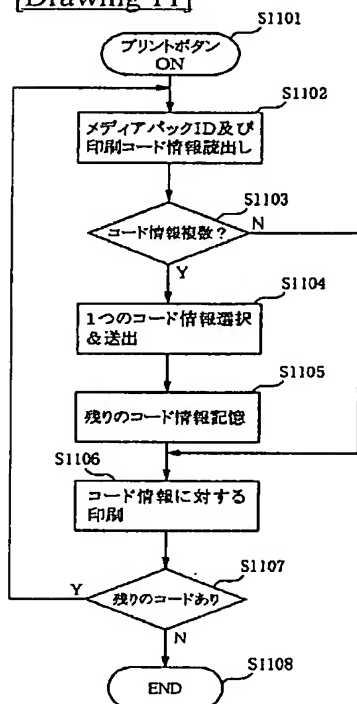 [Drawing 11]
S1101
プリントボタン
ON
S1102
メディアパックID及び
印刷コード情報読出し
S1103
コード情報複数?
N
Y
S1104
1つのコード情報選択
&送出
S1105
残りのコード情報記憶
S1106
コード情報に対する
印刷
S1107
Y
残りのコードあり
N
S1108
END